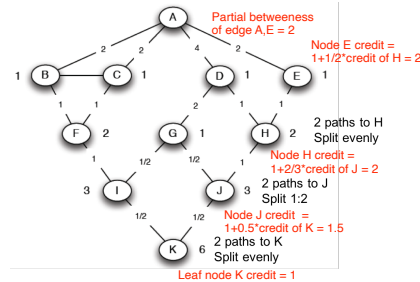 A
Partial betweeness
of edge A,E = 2
2 2 4 2
Node E credit =
1+1/2*credit of H = 2
1 B C 1 D 1 E 1
1 1 2 1 1
F 2 G 1 H 2
2 paths to H
Split evenly
1 1/2 1/2 1
Node H credit =
1+2/3*credit of J = 2
3 I J 3
2 paths to J
Split 1:2
1/2 1/2
Node J credit =
1+0.5*credit of K = 1.5
K 6
2 paths to K
Split evenly
Leaf node K credit = 1